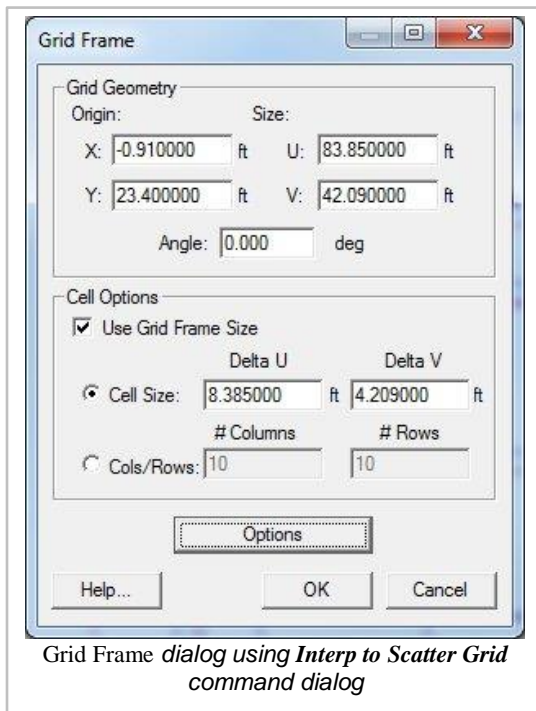 Grid Frame
Grid Geometry
Origin: Size:
X: -0.910000 ft U: 83.850000 ft
Y: 23.400000 ft V: 42.090000 ft
Angle: 0.000 deg
Cell Options
Use Grid Frame Size
Delta U Delta V
Cell Size: 8.385000 ft 4.209000 ft
# Columns # Rows
Cols/Rows: 10 10
Options
Help... OK Cancel
Grid Frame dialog using Interp to Scatter Grid
command dialog